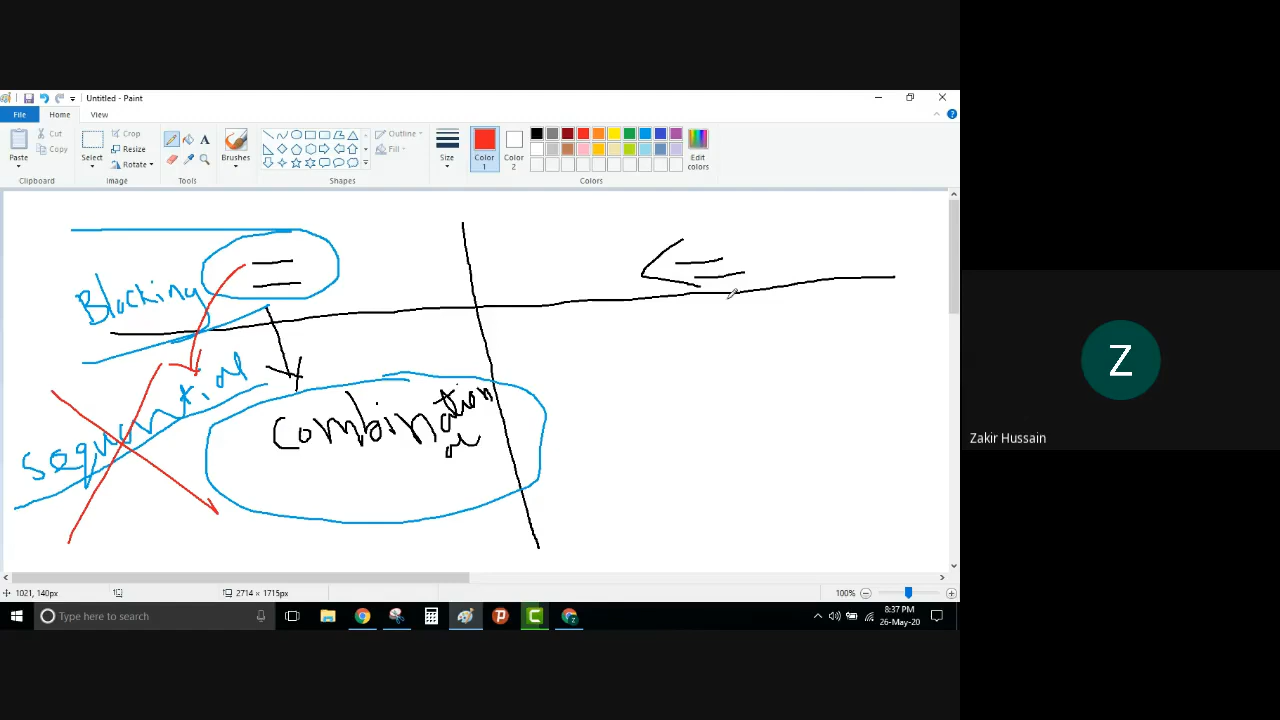 Untitled - Paint
File
Home
View
Paste
Cut
Copy
Clipboard
Select
Crop
Resize
Rotate
Image
Tools
Brushes
Shapes
Outline
Fill
Size
Color 1
Color 2
Edit colors
Colors
Blocking
=
<=
sequential
Combination
al
Z
Zakir Hussain
1021, 140px
2714 × 1715px
100%
Type here to search
8:37 PM
26-May-20